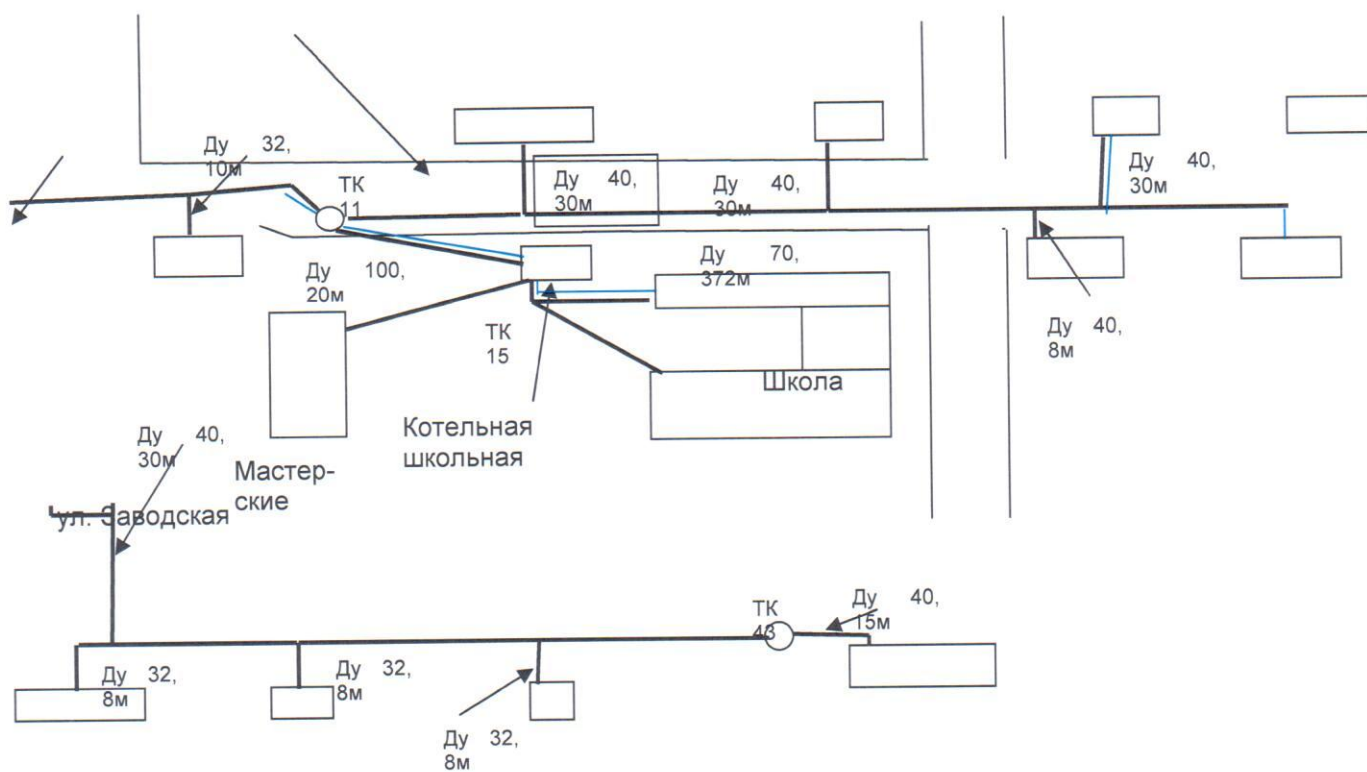 Ду 32,
10м
ТК
11
Ду 40,
30м
Ду 40,
30м
Ду 40,
30м
Ду 100,
20м
Ду 70,
372м
ТК
15
Ду 40,
8м
Школа
Котельная
школьная
Ду 40,
30м
Мастер-
ские
ул. Заводская
ТК
43
Ду 40,
15м
Ду 32,
8м
Ду 32,
8м
Ду 32,
8м